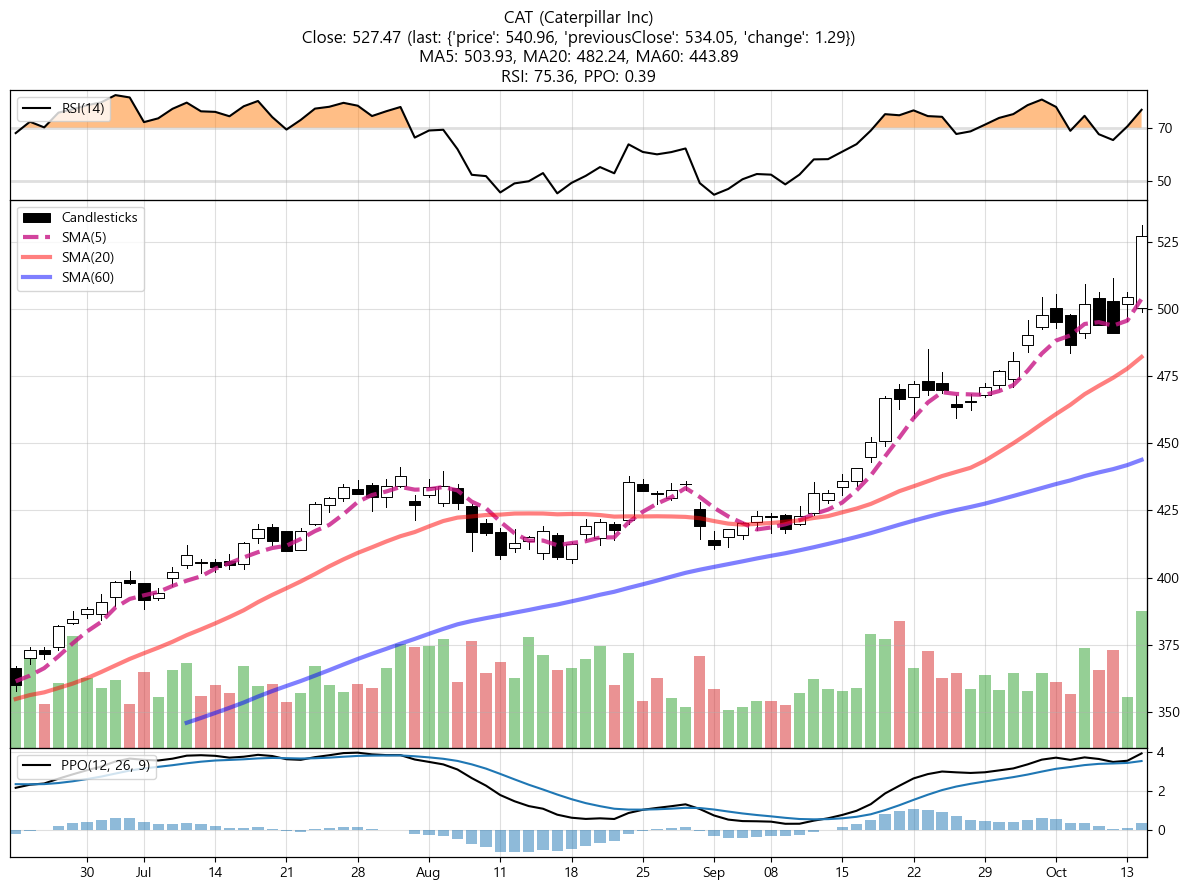 CAT (Caterpillar Inc)
Close: 527.47 (last: {'price': 540.96, 'previousClose': 534.05, 'change': 1.29})
MA5: 503.93, MA20: 482.24, MA60: 443.89
RSI: 75.36, PPO: 0.39
RSI(14)
70
50
Candlesticks
SMA(5)
SMA(20)
SMA(60)
525
500
475
450
425
400
375
350
PPO(12, 26, 9)
4
2
0
30 Jul 14 21 28 Aug 11 18 25 Sep 08 15 22 29 Oct 13